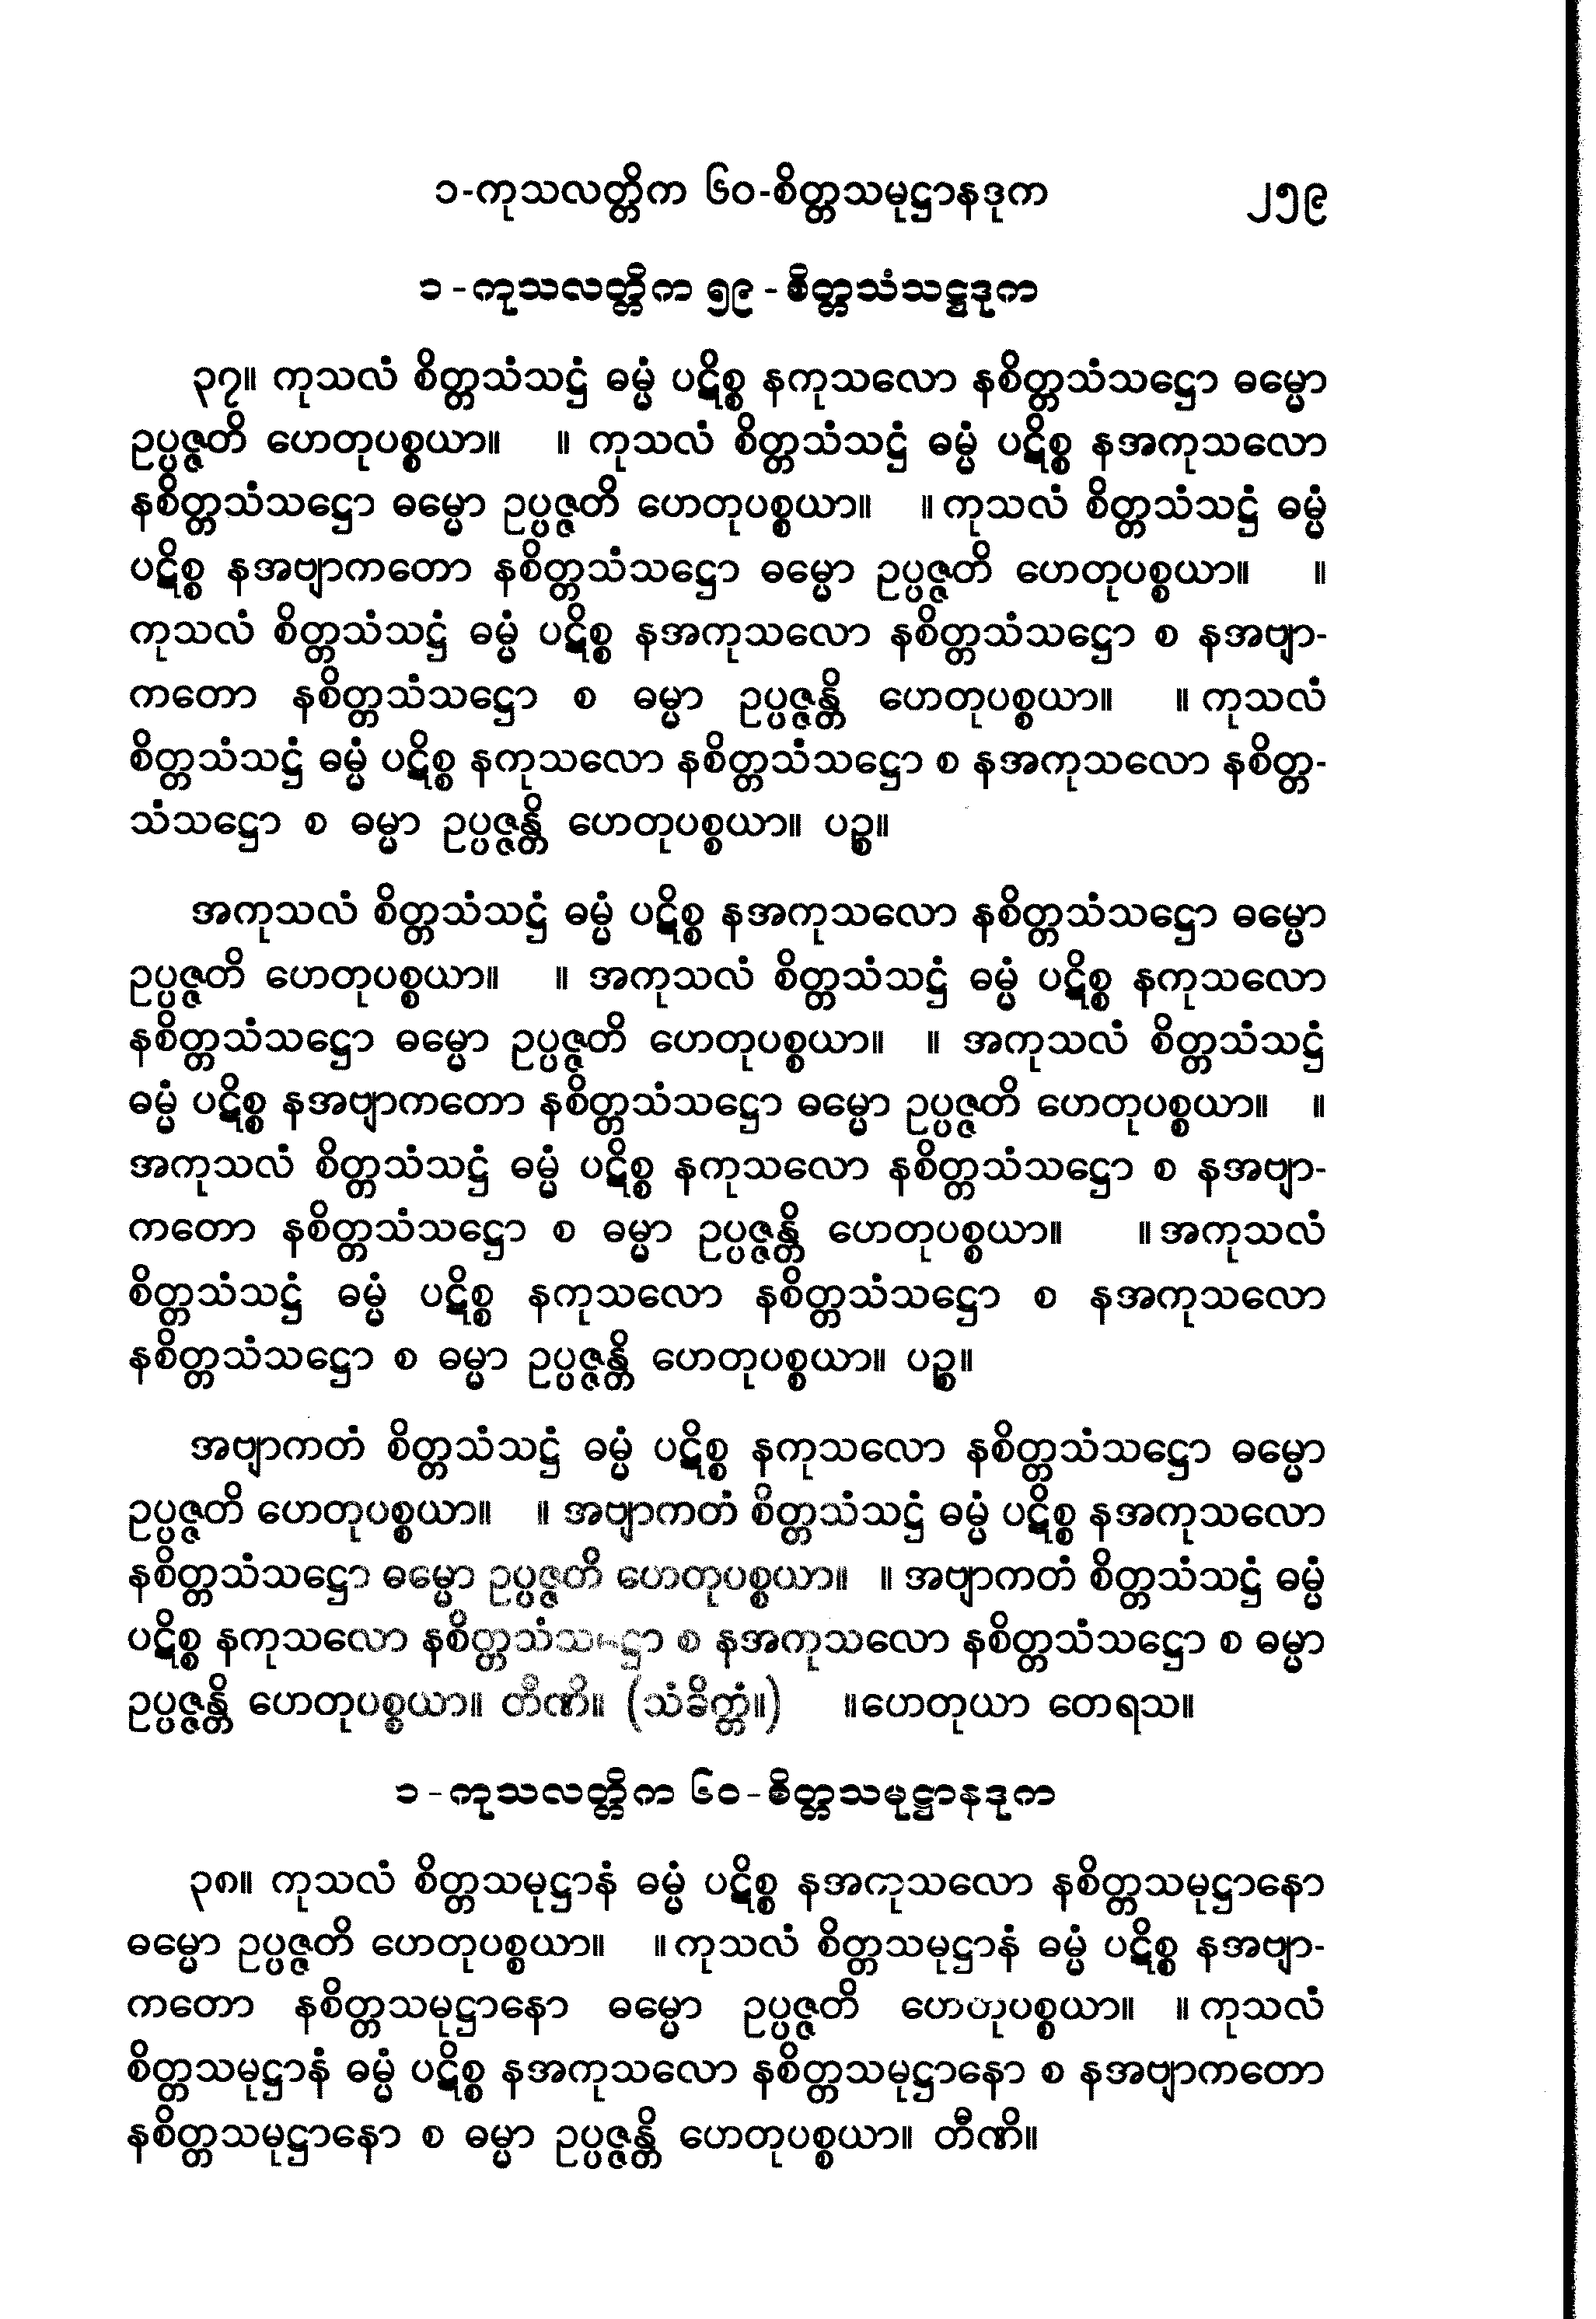 ၁-ကုသလတ္တိက ၆၀-စိတ္တသမုဋ္ဌာနဒုက ၂၅၉
၁-ကုသလတ္တိက ၅၉-စိတ္တသံသဋ္ဌဒုက
၃၇။ ကုသလံ စိတ္တသံသဋ္ဌံ ဓမ္မံ ပဋိစ္စ နကုသလော နစိတ္တသံသဋ္ဌော ဓမ္မော
ဥပ္ပဇ္ဇတိ ဟေတုပစ္စယာ။ ။ ကုသလံ စိတ္တသံသဋ္ဌံ ဓမ္မံ ပဋိစ္စ နအကုသလော
နစိတ္တသံသဋ္ဌော ဓမ္မော ဥပ္ပဇ္ဇတိ ဟေတုပစ္စယာ။ ။ ကုသလံ စိတ္တသံသဋ္ဌံ ဓမ္မံ
ပဋိစ္စ နအဗျာကတော နစိတ္တသံသဋ္ဌော ဓမ္မော ဥပ္ပဇ္ဇတိ ဟေတုပစ္စယာ။ ။
ကုသလံ စိတ္တသံသဋ္ဌံ ဓမ္မံ ပဋိစ္စ နအကုသလော နစိတ္တသံသဋ္ဌော စ နအဗျာ-
ကတော နစိတ္တသံသဋ္ဌော စ ဓမ္မာ ဥပ္ပဇ္ဇန္တိ ဟေတုပစ္စယာ။ ။ ကုသလံ
စိတ္တသံသဋ္ဌံ ဓမ္မံ ပဋိစ္စ နကုသလော နစိတ္တသံသဋ္ဌော စ နအကုသလော နစိတ္တ-
သံသဋ္ဌော စ ဓမ္မာ ဥပ္ပဇ္ဇန္တိ ဟေတုပစ္စယာ။ ပဉ္စ။
အကုသလံ စိတ္တသံသဋ္ဌံ ဓမ္မံ ပဋိစ္စ နအကုသလော နစိတ္တသံသဋ္ဌော ဓမ္မော
ဥပ္ပဇ္ဇတိ ဟေတုပစ္စယာ။ ။ အကုသလံ စိတ္တသံသဋ္ဌံ ဓမ္မံ ပဋိစ္စ နကုသလော
နစိတ္တသံသဋ္ဌော ဓမ္မော ဥပ္ပဇ္ဇတိ ဟေတုပစ္စယာ။ ။ အကုသလံ စိတ္တသံသဋ္ဌံ
ဓမ္မံ ပဋိစ္စ နအဗျာကတော နစိတ္တသံသဋ္ဌော ဓမ္မော ဥပ္ပဇ္ဇတိ ဟေတုပစ္စယာ။ ။
အကုသလံ စိတ္တသံသဋ္ဌံ ဓမ္မံ ပဋိစ္စ နကုသလော နစိတ္တသံသဋ္ဌော စ နအဗျာ-
ကတော နစိတ္တသံသဋ္ဌော စ ဓမ္မာ ဥပ္ပဇ္ဇန္တိ ဟေတုပစ္စယာ။ ။ အကုသလံ
စိတ္တသံသဋ္ဌံ ဓမ္မံ ပဋိစ္စ နကုသလော နစိတ္တသံသဋ္ဌော စ နအကုသလော
နစိတ္တသံသဋ္ဌော စ ဓမ္မာ ဥပ္ပဇ္ဇန္တိ ဟေတုပစ္စယာ။ ပဉ္စ။
အဗျာကတံ စိတ္တသံသဋ္ဌံ ဓမ္မံ ပဋိစ္စ နကုသလော နစိတ္တသံသဋ္ဌော ဓမ္မော
ဥပ္ပဇ္ဇတိ ဟေတုပစ္စယာ။ ။ အဗျာကတံ စိတ္တသံသဋ္ဌံ ဓမ္မံ ပဋိစ္စ နအကုသလော
နစိတ္တသံသဋ္ဌော ဓမ္မော ဥပ္ပဇ္ဇတိ ဟေတုပစ္စယာ။ ။ အဗျာကတံ စိတ္တသံသဋ္ဌံ ဓမ္မံ
ပဋိစ္စ နကုသလော နစိတ္တသံသဋ္ဌော စ နအကုသလော နစိတ္တသံသဋ္ဌော စ ဓမ္မာ
ဥပ္ပဇ္ဇန္တိ ဟေတုပစ္စယာ။ တီဏိ။ (သံခိတ္တံ။) ။ဟေတုယာ တေရသ။
၁-ကုသလတ္တိက ၆၀-စိတ္တသမုဋ္ဌာနဒုက
၃၈။ ကုသလံ စိတ္တသမုဋ္ဌာနံ ဓမ္မံ ပဋိစ္စ နအကုသလော နစိတ္တသမုဋ္ဌာနော
ဓမ္မော ဥပ္ပဇ္ဇတိ ဟေတုပစ္စယာ။ ။ ကုသလံ စိတ္တသမုဋ္ဌာနံ ဓမ္မံ ပဋိစ္စ နအဗျာ-
ကတော နစိတ္တသမုဋ္ဌာနော ဓမ္မော ဥပ္ပဇ္ဇတိ ဟေတုပစ္စယာ။ ။ ကုသလံ
စိတ္တသမုဋ္ဌာနံ ဓမ္မံ ပဋိစ္စ နအကုသလော နစိတ္တသမုဋ္ဌာနော စ နအဗျာကတော
နစိတ္တသမုဋ္ဌာနော စ ဓမ္မာ ဥပ္ပဇ္ဇန္တိ ဟေတုပစ္စယာ။ တီဏိ။